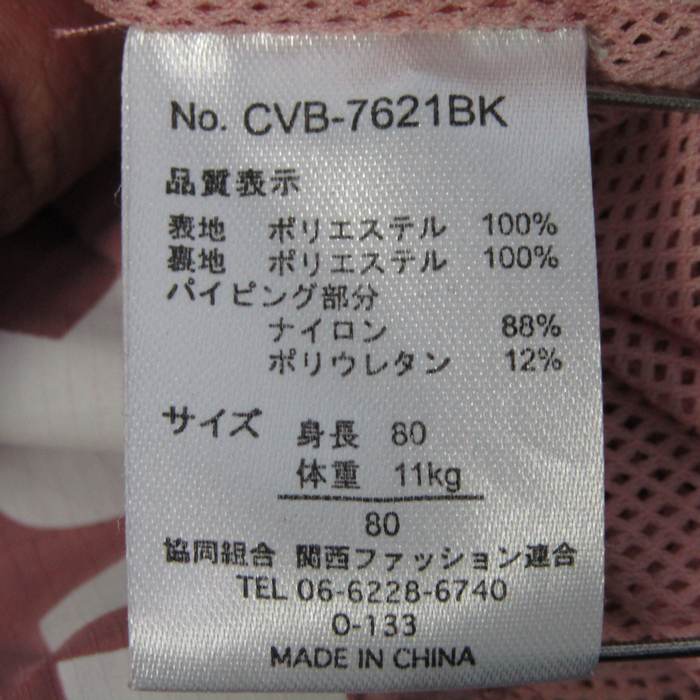 No. CVB-7621BK
品質表示
表地 ポリエステル 100%
裏地 ポリエステル 100%
パイピング部分
ナイロン 88%
ポリウレタン 12%
サイズ 身長 80
体重 11kg
80
協同組合 関西ファッション連合
TEL 06-6228-6740
O-133
MADE IN CHINA